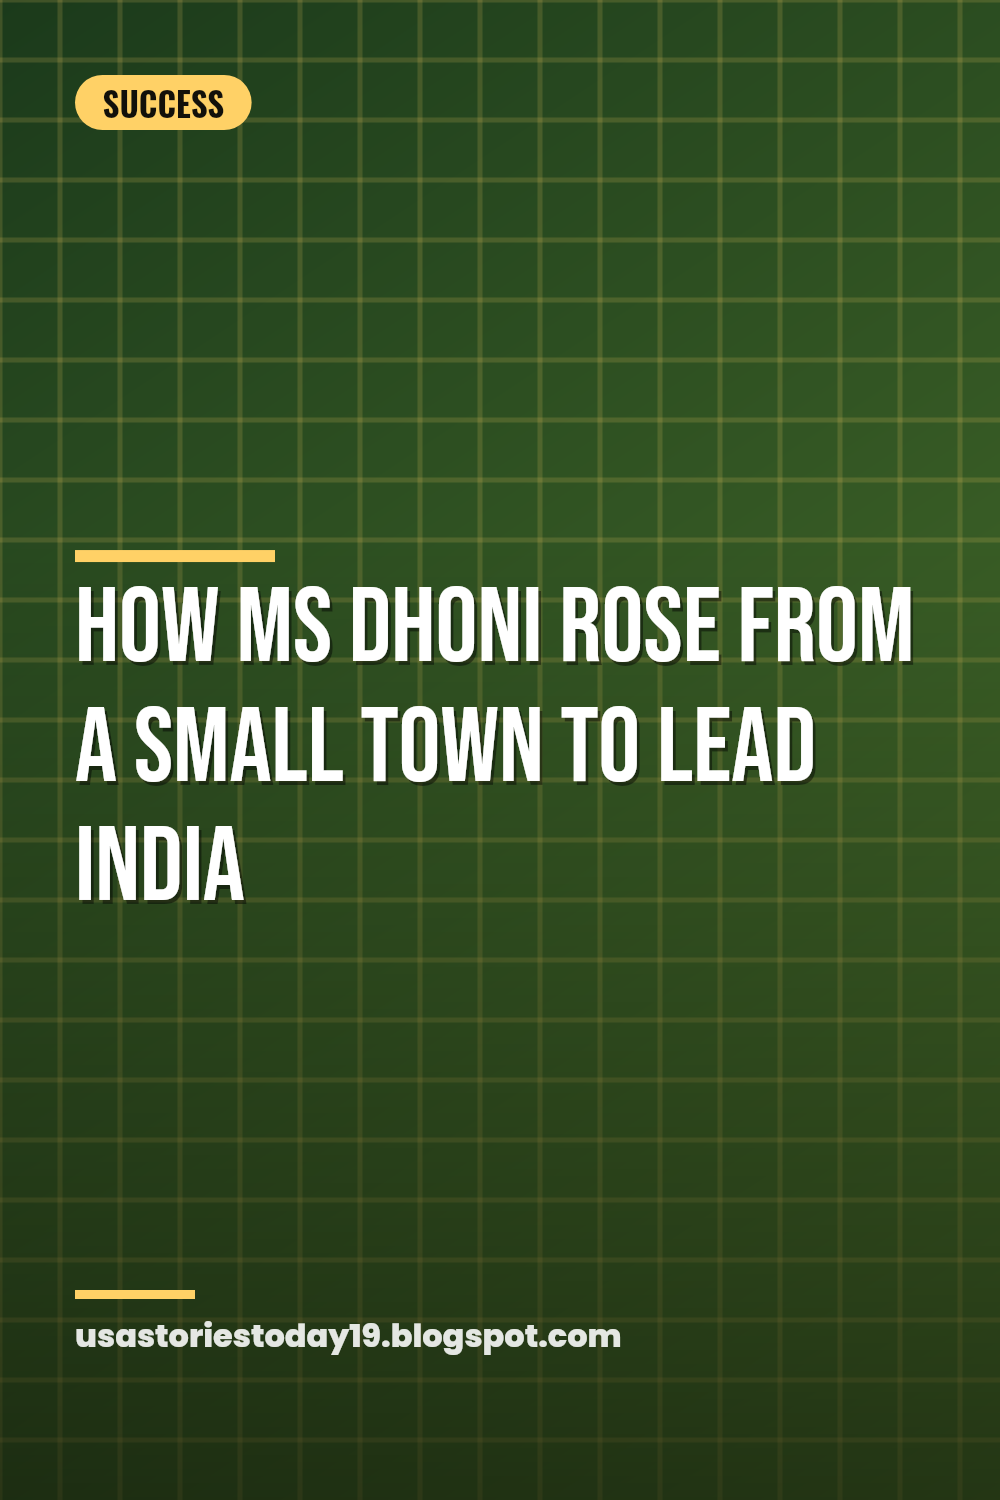 SUCCESS
HOW MS DHONI ROSE FROM
A SMALL TOWN TO LEAD
INDIA
usastoriestoday19.blogspot.com